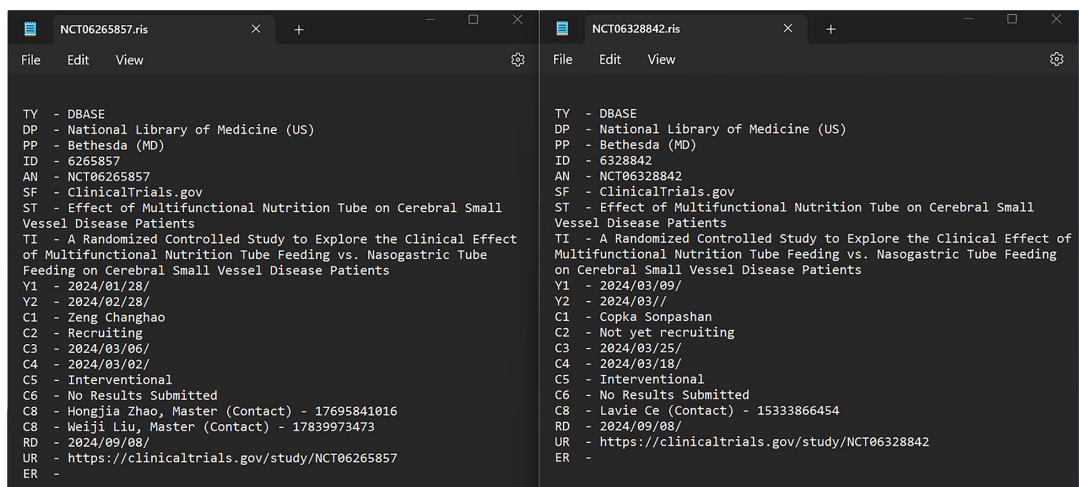 NCT06265857.ris
File Edit View
TY - DBASE
DP - National Library of Medicine (US)
PP - Bethesda (MD)
ID - 6265857
AN - NCT06265857
SF - ClinicalTrials.gov
ST - Effect of Multifunctional Nutrition Tube on Cerebral Small
Vessel Disease Patients
TI - A Randomized Controlled Study to Explore the Clinical Effect
of Multifunctional Nutrition Tube Feeding vs. Nasogastric Tube
Feeding on Cerebral Small Vessel Disease Patients
Y1 - 2024/01/28/
Y2 - 2024/02/28/
C1 - Zeng Changhao
C2 - Recruiting
C3 - 2024/03/06/
C4 - 2024/03/02/
C5 - Interventional
C6 - No Results Submitted
C8 - Hongjia Zhao, Master (Contact) - 17695841016
C8 - Weiji Liu, Master (Contact) - 17839973473
RD - 2024/09/08/
UR - https://clinicaltrials.gov/study/NCT06265857
ER -
NCT06328842.ris
File Edit View
TY - DBASE
DP - National Library of Medicine (US)
PP - Bethesda (MD)
ID - 6328842
AN - NCT06328842
SF - ClinicalTrials.gov
ST - Effect of Multifunctional Nutrition Tube on Cerebral Small
Vessel Disease Patients
TI - A Randomized Controlled Study to Explore the Clinical Effect of
Multifunctional Nutrition Tube Feeding vs. Nasogastric Tube Feeding
on Cerebral Small Vessel Disease Patients
Y1 - 2024/03/09/
Y2 - 2024/03//
C1 - Copka Sonpashan
C2 - Not yet recruiting
C3 - 2024/03/25/
C4 - 2024/03/18/
C5 - Interventional
C6 - No Results Submitted
C8 - Lavie Ce (Contact) - 15333866454
RD - 2024/09/08/
UR - https://clinicaltrials.gov/study/NCT06328842
ER -